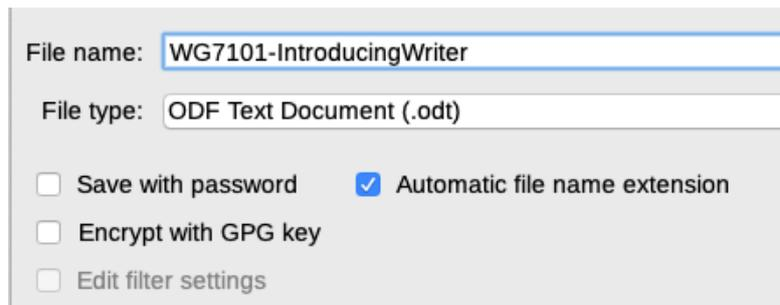 File name: WG7101-IntroducingWriter
File type: ODF Text Document (.odt)
Save with password Automatic file name extension
Encrypt with GPG key
Edit filter settings